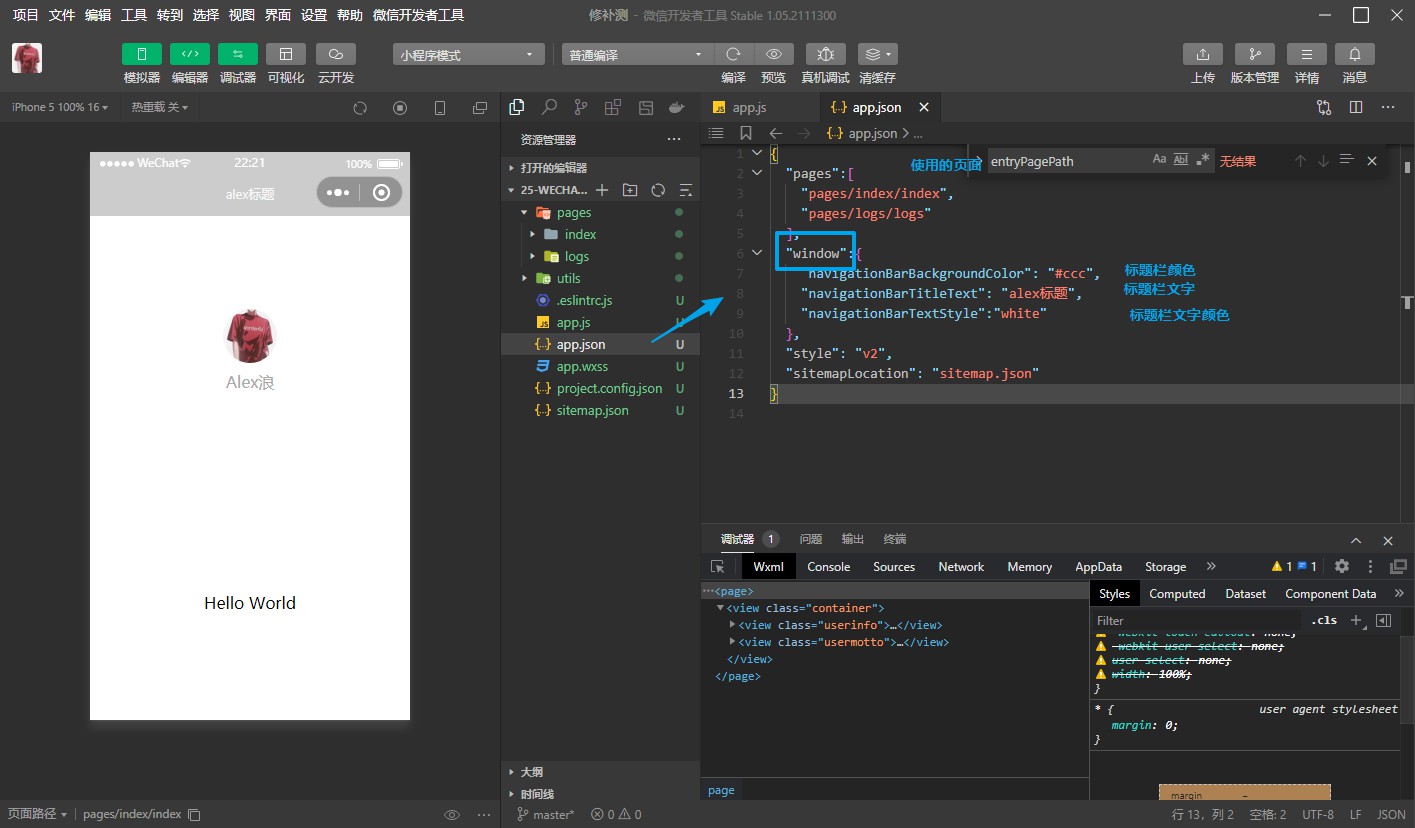 项目 文件 编辑 工具 转到 选择 视图 界面 设置 帮助 微信开发者工具
修补测 - 微信开发者工具 Stable 1.05.2111300
小程序模式
普通编译
模拟器 编辑器 调试器 可视化 云开发
编译 预览 真机调试 清缓存
上传 版本管理 详情 消息
iPhone 5 100% 16
热重载 关
WeChat
22:21
100%
alex标题
Alex浪
Hello World
页面路径
pages/index/index
资源管理器
打开的编辑器
25-WECHA...
pages
index
logs
utils
.eslintrc.js U
app.js U
app.json U
app.wxss U
project.config.json U
sitemap.json U
大纲
时间线
master*
0 0
app.js
app.json
app.json > ...
entryPagePath
Aa Abl .*
无结果
使用的页面
1 {
2 "pages":[
3 "pages/index/index",
4 "pages/logs/logs"
5 ],
6 "window":{
7 "navigationBarBackgroundColor": "#ccc",
标题栏颜色
8 "navigationBarTitleText": "alex标题",
标题栏文字
9 "navigationBarTextStyle":"white"
标题栏文字颜色
10 },
11 "style": "v2",
12 "sitemapLocation": "sitemap.json"
13 }
14
调试器 1 问题 输出 终端
Wxml Console Sources Network Memory AppData Storage »
1 1
<page>
<view class="container">
<view class="userinfo">…</view>
<view class="usermotto">…</view>
</view>
</page>
page
Styles Computed Dataset Component Data »
Filter
.cls
-webkit-touch-callout: none;
-webkit-user-select: none;
user-select: none;
width: 100%;
}
* {
user agent stylesheet
margin: 0;
}
margin –
行 13，列 2 空格: 2 UTF-8 LF JSON